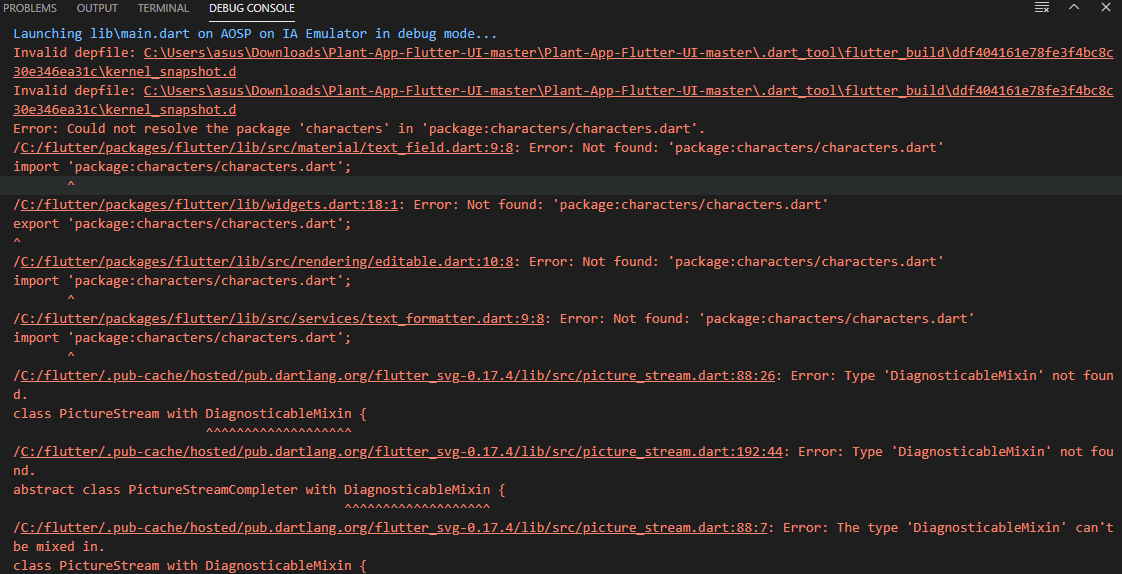 PROBLEMS OUTPUT TERMINAL DEBUG CONSOLE
Launching lib\main.dart on AOSP on IA Emulator in debug mode...
Invalid depfile: C:\Users\asus\Downloads\Plant-App-Flutter-UI-master\Plant-App-Flutter-UI-master\.dart_tool\flutter_build\ddf404161e78fe3f4bc8c
30e346ea31c\kernel_snapshot.d
Invalid depfile: C:\Users\asus\Downloads\Plant-App-Flutter-UI-master\Plant-App-Flutter-UI-master\.dart_tool\flutter_build\ddf404161e78fe3f4bc8c
30e346ea31c\kernel_snapshot.d
Error: Could not resolve the package 'characters' in 'package:characters/characters.dart'.
/C:/flutter/packages/flutter/lib/src/material/text_field.dart:9:8: Error: Not found: 'package:characters/characters.dart'
import 'package:characters/characters.dart';
^
/C:/flutter/packages/flutter/lib/widgets.dart:18:1: Error: Not found: 'package:characters/characters.dart'
export 'package:characters/characters.dart';
^
/C:/flutter/packages/flutter/lib/src/rendering/editable.dart:10:8: Error: Not found: 'package:characters/characters.dart'
import 'package:characters/characters.dart';
^
/C:/flutter/packages/flutter/lib/src/services/text_formatter.dart:9:8: Error: Not found: 'package:characters/characters.dart'
import 'package:characters/characters.dart';
^
/C:/flutter/.pub-cache/hosted/pub.dartlang.org/flutter_svg-0.17.4/lib/src/picture_stream.dart:88:26: Error: Type 'DiagnosticableMixin' not foun
d.
class PictureStream with DiagnosticableMixin {
^^^^^^^^^^^^^^^^^^^
/C:/flutter/.pub-cache/hosted/pub.dartlang.org/flutter_svg-0.17.4/lib/src/picture_stream.dart:192:44: Error: Type 'DiagnosticableMixin' not fou
nd.
abstract class PictureStreamCompleter with DiagnosticableMixin {
^^^^^^^^^^^^^^^^^^^
/C:/flutter/.pub-cache/hosted/pub.dartlang.org/flutter_svg-0.17.4/lib/src/picture_stream.dart:88:7: Error: The type 'DiagnosticableMixin' can't
be mixed in.
class PictureStream with DiagnosticableMixin {